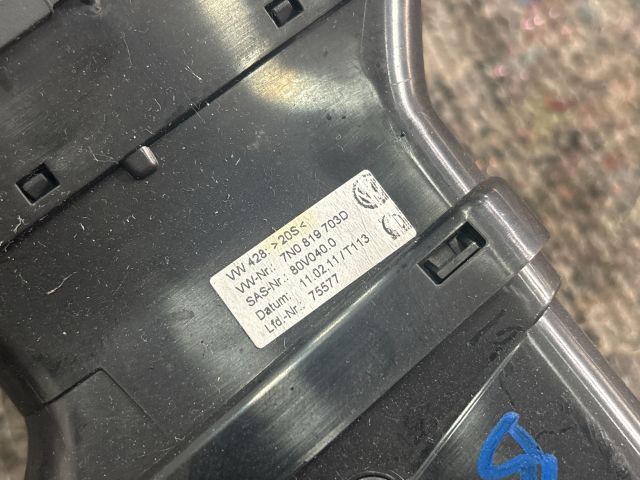 VW 428 >20S<
VW-Nr.: 7N0 819 703D
SAS-Nr.: 80V040.0
Datum: 11.02.11/T113
Lfd.-Nr.: 75577